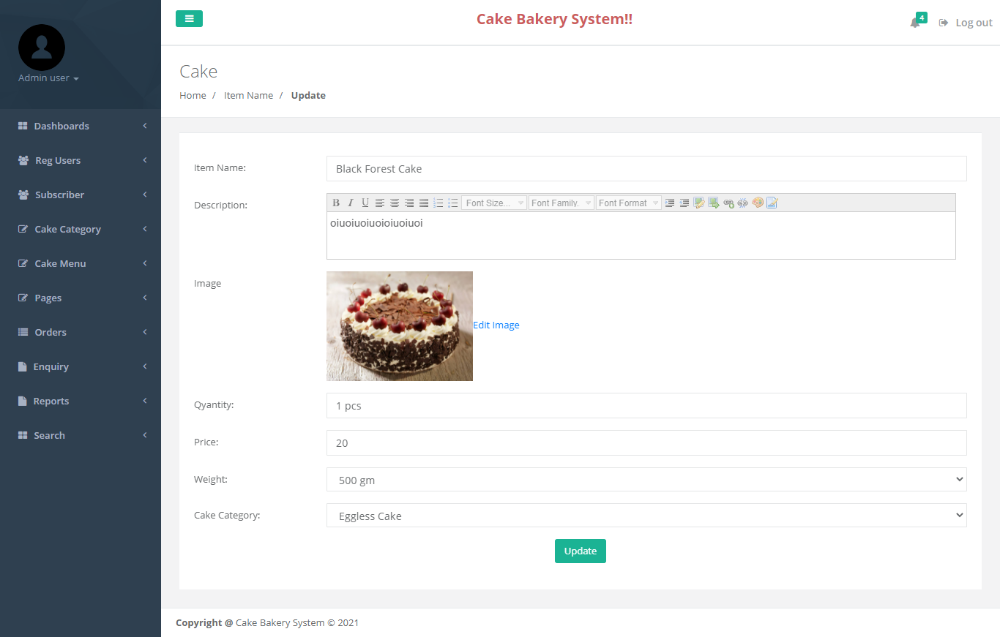 Cake Bakery System!!
4
Log out
Admin user
Dashboards
Reg Users
Subscriber
Cake Category
Cake Menu
Pages
Orders
Enquiry
Reports
Search
Cake
Home / Item Name / Update
Item Name: Black Forest Cake
Description:
B I U Font Size... Font Family. Font Format
oiuoiuoiuoioiuoiuoi
Image
Edit Image
Qyantity: 1 pcs
Price: 20
Weight: 500 gm
Cake Category: Eggless Cake
Update
Copyright @ Cake Bakery System © 2021